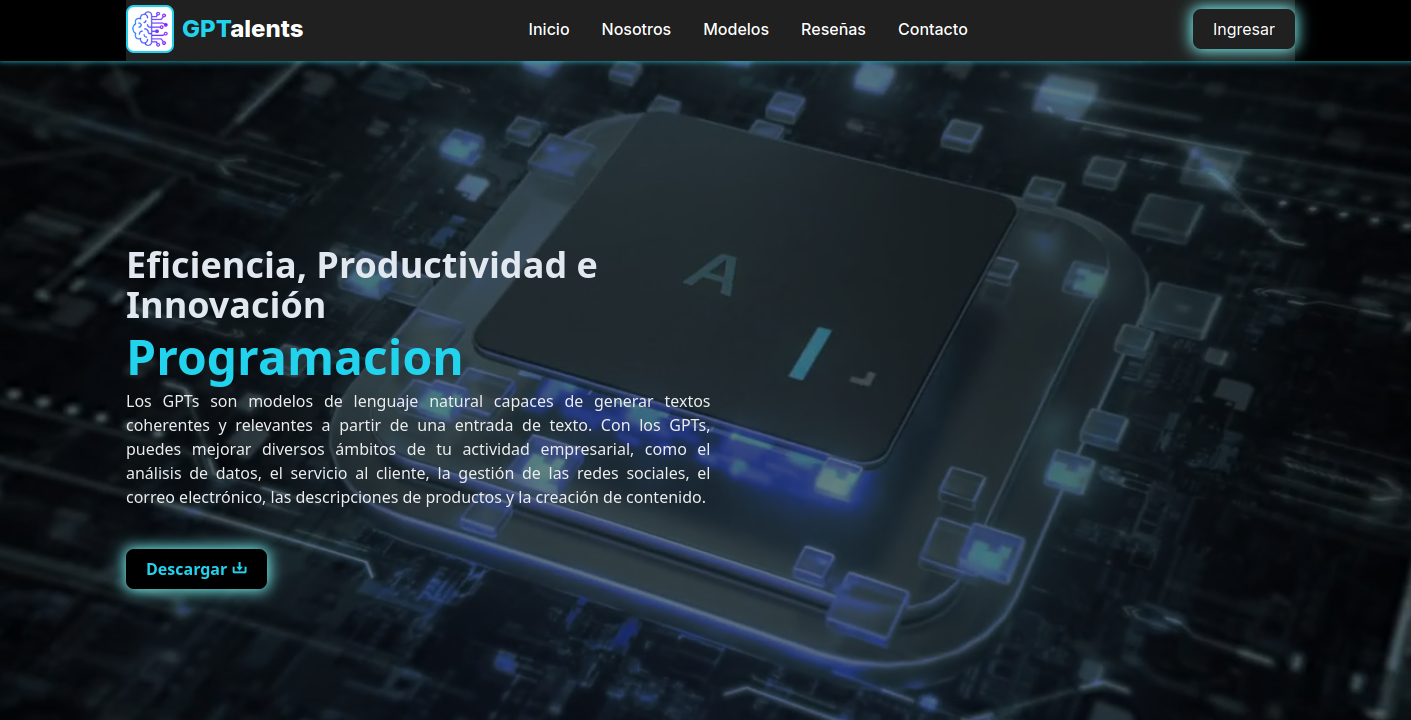 GPTalents
Inicio Nosotros Modelos Reseñas Contacto
Ingresar
A
I
Eficiencia, Productividad e
Innovación
Programacion
Los GPTs son modelos de lenguaje natural capaces de generar textos
coherentes y relevantes a partir de una entrada de texto. Con los GPTs,
puedes mejorar diversos ámbitos de tu actividad empresarial, como el
análisis de datos, el servicio al cliente, la gestión de las redes sociales, el
correo electrónico, las descripciones de productos y la creación de contenido.
Descargar